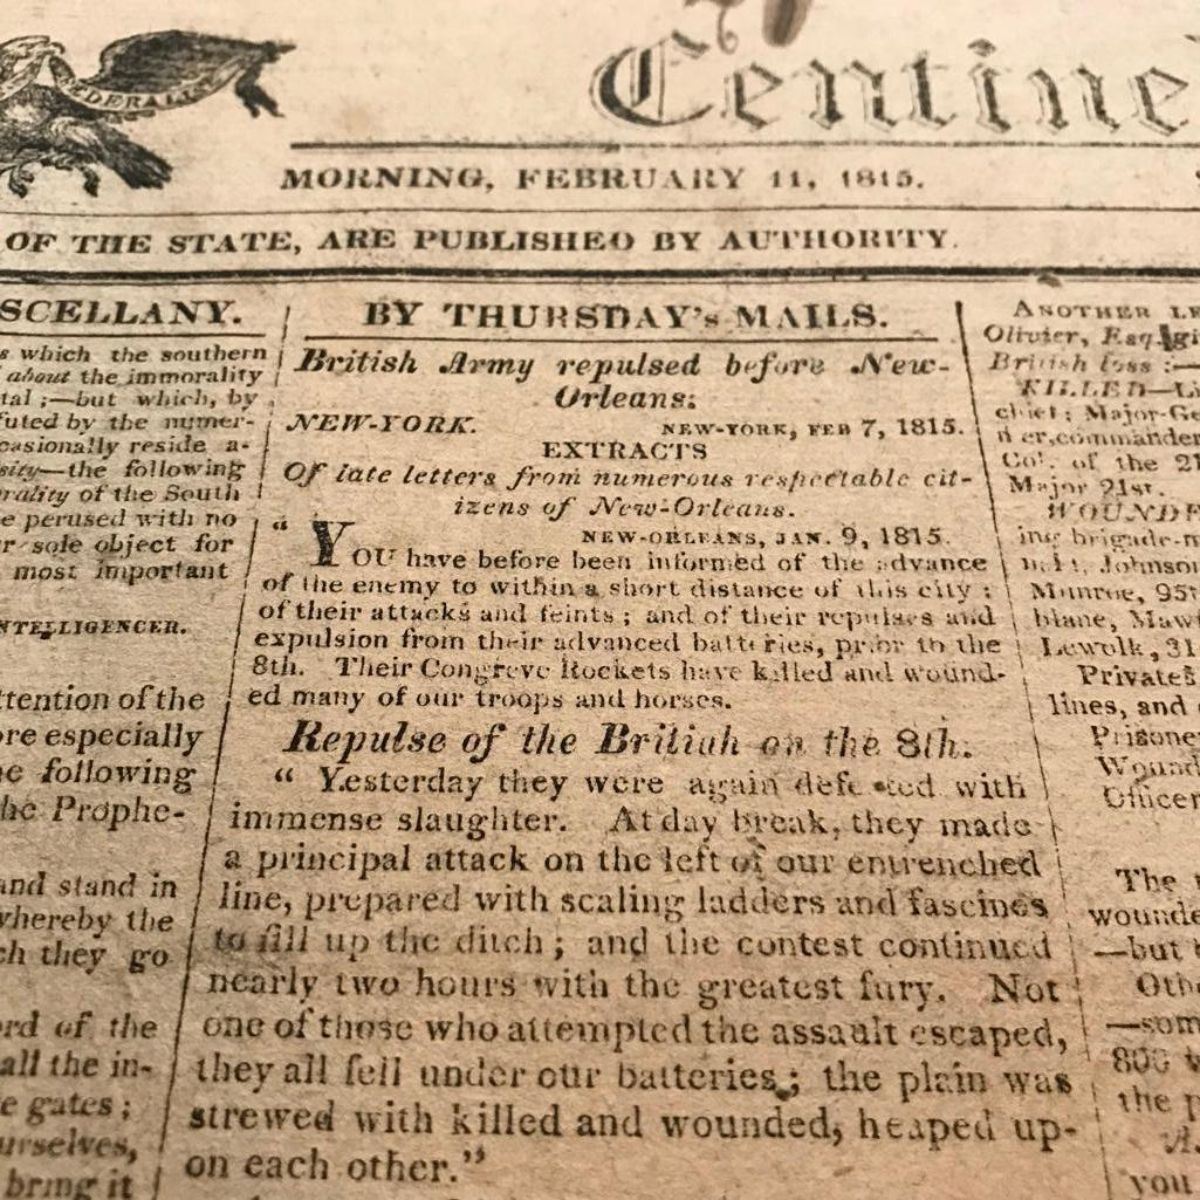 FEDERALIST
Centine
MORNING, FEBRUARY 11, 1815.
OF THE STATE, ARE PUBLISHED BY AUTHORITY.
SCELLANY.
s which the southern
about the immorality
tal ;—but which, by
futed by the numer-
casionally reside a-
sity—the following
rality of the South
e perused with no
r sole object for
most important
NTELLIGENCER.
ttention of the
ore especially
he following
he Prophe-
and stand in
whereby the
ch they go
ord of the
all the in-
e gates;
urselves,
bring it
BY THURSDAY's MAILS.
British Army repulsed before New-
Orleans.
NEW-YORK. NEW-YORK, FEB 7, 1815.
EXTRACTS
Of late letters from numerous respectable cit-
izens of New-Orleans.
NEW-ORLEANS, JAN. 9, 1815.
“ YOU have before been informed of the advance
of the enemy to within a short distance of this city ;
of their attacks and feints ; and of their repulses and
expulsion from their advanced batteries, prior to the
8th. Their Congreve Rockets have killed and wound-
ed many of our troops and horses.
Repulse of the British on the 8th.
“ Yesterday they were again defeated with
immense slaughter. At day break, they made
a principal attack on the left of our entrenched
line, prepared with scaling ladders and fascines
to fill up the ditch ; and the contest continued
nearly two hours with the greatest fury. Not
one of those who attempted the assault escaped,
they all fell under our batteries ; the plain was
strewed with killed and wounded, heaped up-
on each other.”
ANOTHER LE
Olivier, Esq. gi
British loss :—
KILLED—Li
chief ; Major-Ge
er, commander
Col. of the 21
Major 21st.
WOUNDE
ing brigade-m
Johnson
Munroe, 95t
blane, Maw
31
Privates
lines, and
Prisone
Wound
Officer
The
wounde
—but
Oth
—som
800
the p
A.
you